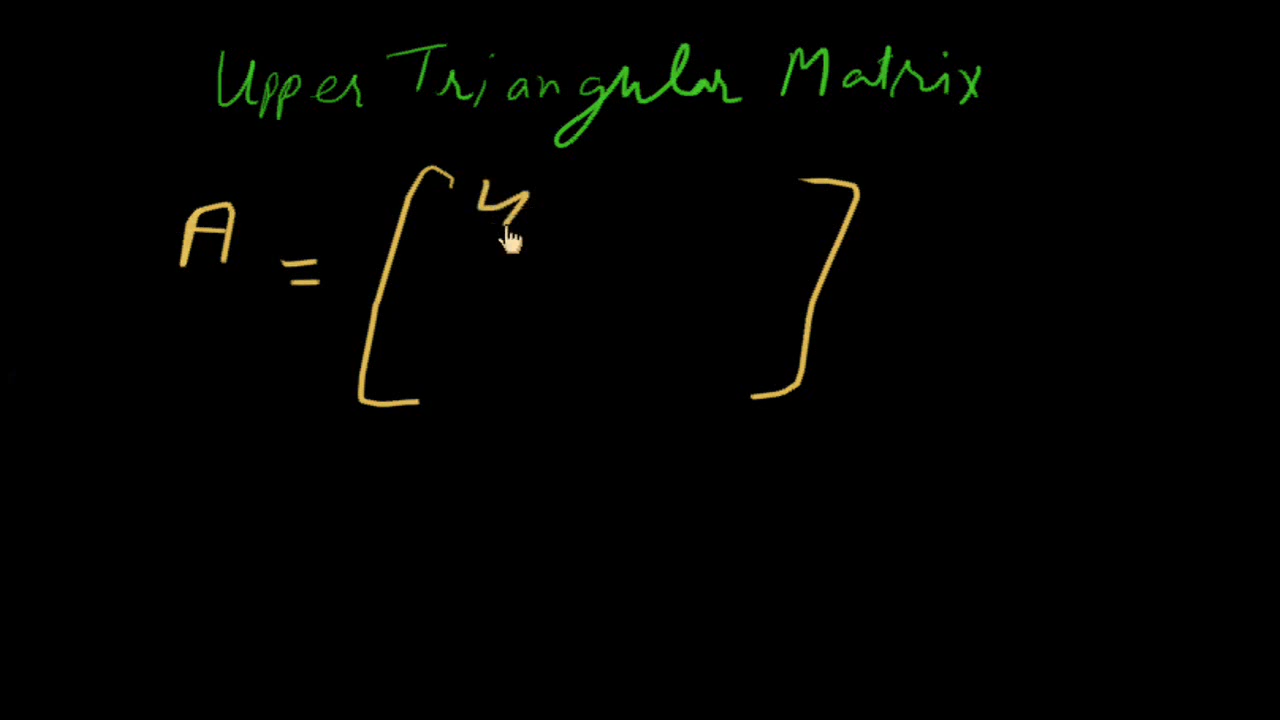 Upper Triangular Matrix
A = [ 4 ]